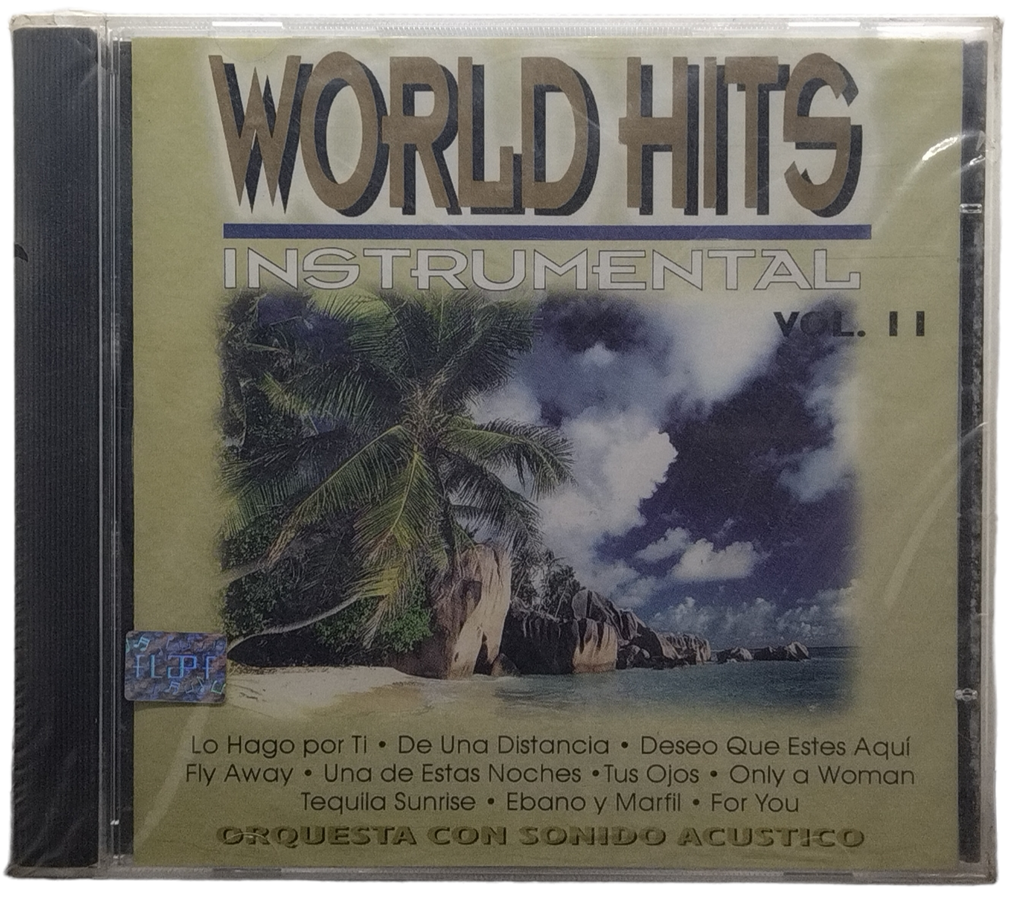 WORLD HITS
INSTRUMENTAL
VOL. 11
Lo Hago por Ti • De Una Distancia • Deseo Que Estes Aquí
Fly Away • Una de Estas Noches • Tus Ojos • Only a Woman
Tequila Sunrise • Ebano y Marfil • For You
ORQUESTA CON SONIDO ACUSTICO